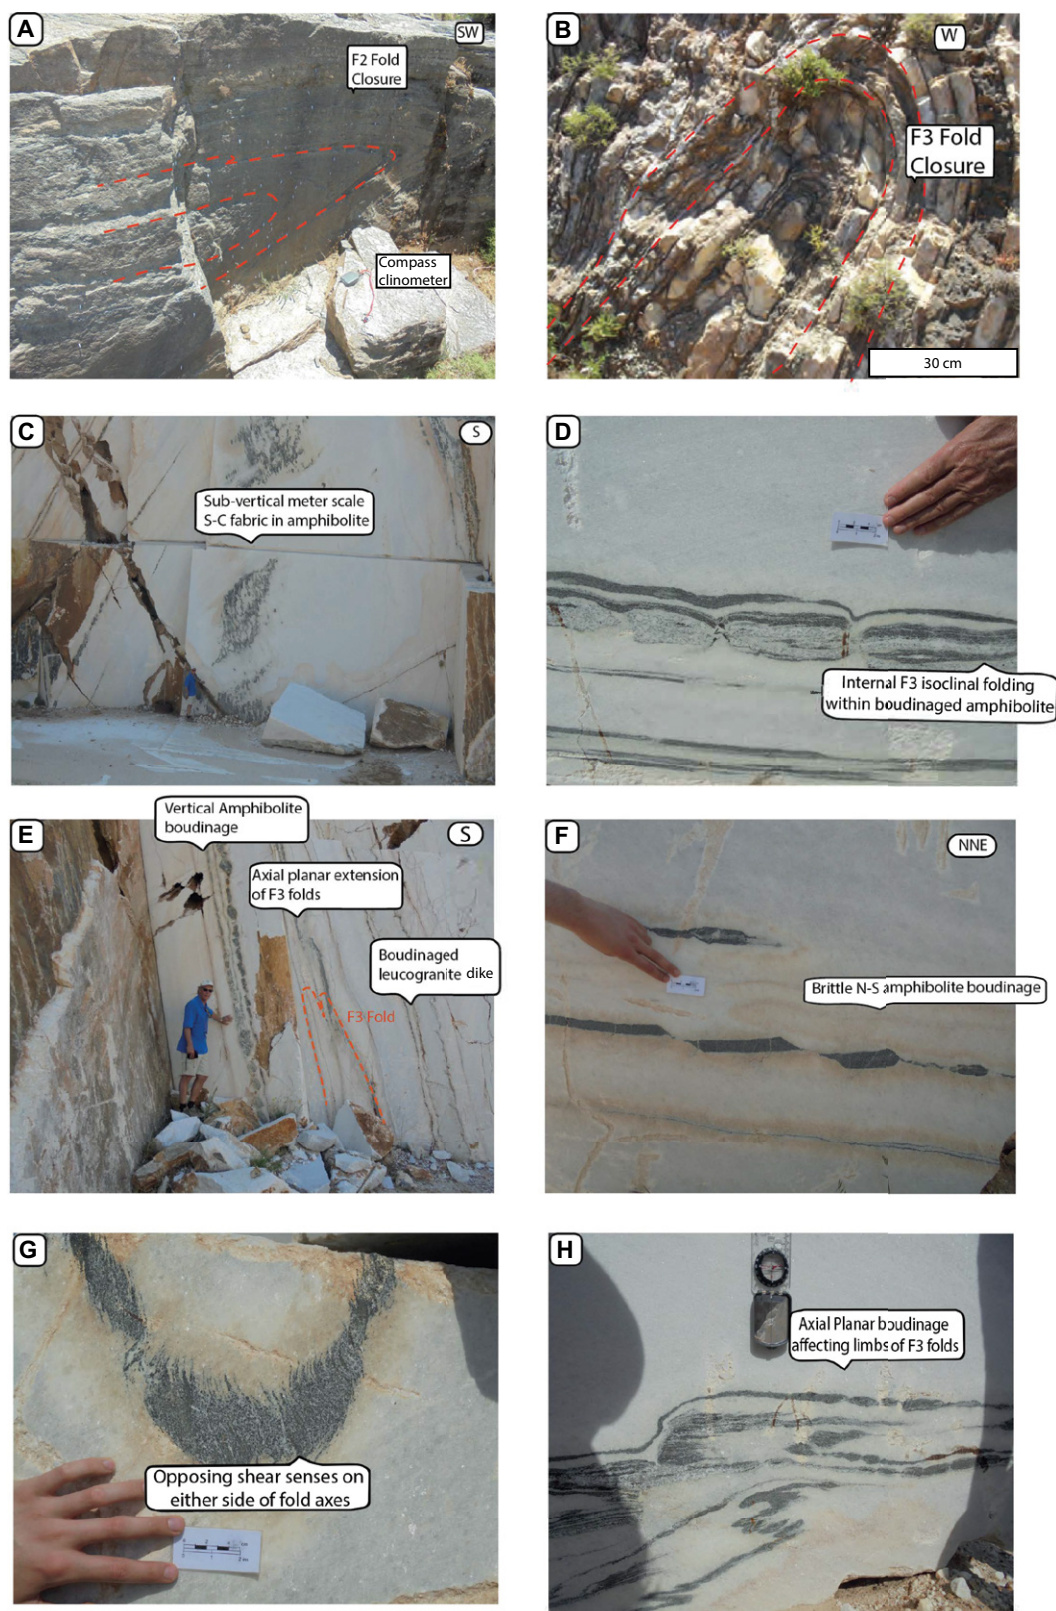 A
SW
F2 Fold
Closure
Compass
clinometer
B
W
F3 Fold
Closure
30 cm
C
S
Sub-vertical meter scale
S-C fabric in amphibolite
D
Internal F3 isoclinal folding
within boudinaged amphibolite
E
Vertical Amphibolite
boudinage
S
Axial planar extension
of F3 folds
Boudinaged
leucogranite dike
F3 Fold
F
NNE
Brittle N-S amphibolite boudinage
G
Opposing shear senses on
either side of fold axes
H
Axial Planar boudinage
affecting limbs of F3 folds